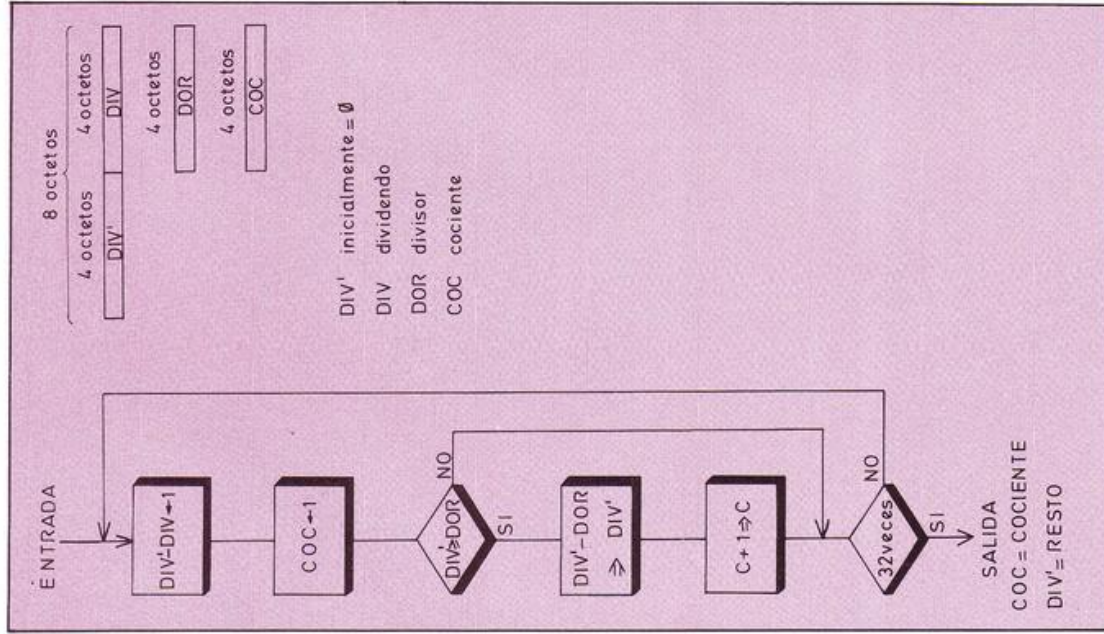 ENTRADA
DIV'-DIV←1
COC←1
DIV'≥DOR
NO
SI
DIV'-DOR
⇒ DIV'
C+1⇒C
32veces
NO
SI
SALIDA
COC = COCIENTE
DIV'= RESTO
8 octetos
4 octetos 4 octetos
DIV' DIV
4 octetos
DOR
4 octetos
COC
DIV' inicialmente = Ø
DIV dividendo
DOR divisor
COC cociente